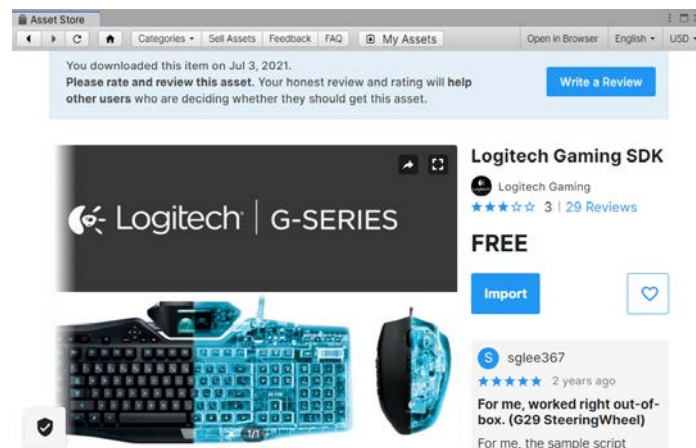 Asset Store
Categories
Sell Assets
Feedback
FAQ
My Assets
Open in Browser
English
USD
You downloaded this item on Jul 3, 2021.
Please rate and review this asset. Your honest review and rating will help
other users who are deciding whether they should get this asset.
Write a Review
Logitech | G-SERIES
1/1
Logitech Gaming SDK
Logitech Gaming
3 | 29 Reviews
FREE
Import
S sglee367
2 years ago
For me, worked right out-of-
box. (G29 SteeringWheel)
For me, the sample script